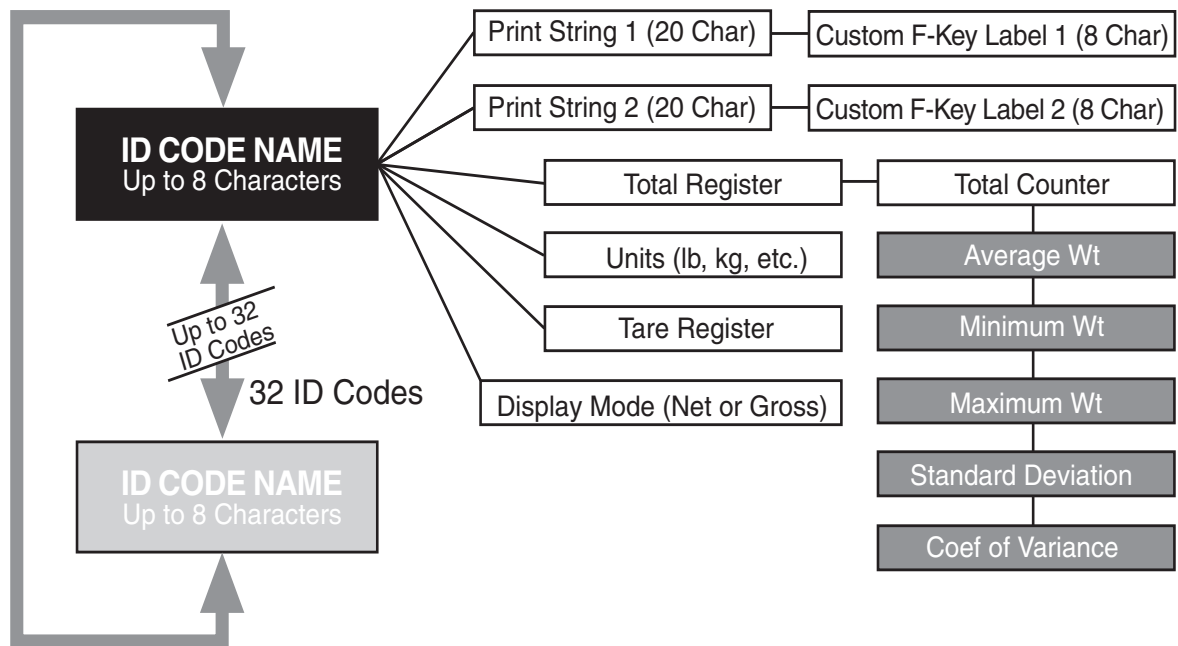 Print String 1 (20 Char)
Custom F-Key Label 1 (8 Char)
Print String 2 (20 Char)
Custom F-Key Label 2 (8 Char)
ID CODE NAME
Up to 8 Characters
Total Register
Total Counter
Units (lb, kg, etc.)
Average Wt
Tare Register
Minimum Wt
Up to 32
ID Codes
32 ID Codes
Display Mode (Net or Gross)
Maximum Wt
ID CODE NAME
Up to 8 Characters
Standard Deviation
Coef of Variance